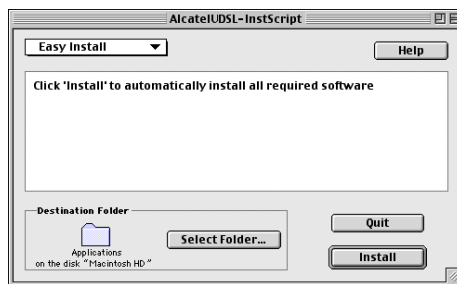 AlcatelUDSL-InstScript
Easy Install
Help
Click 'Install' to automatically install all required software
Destination Folder
Applications
on the disk "Macintosh HD"
Select Folder...
Quit
Install